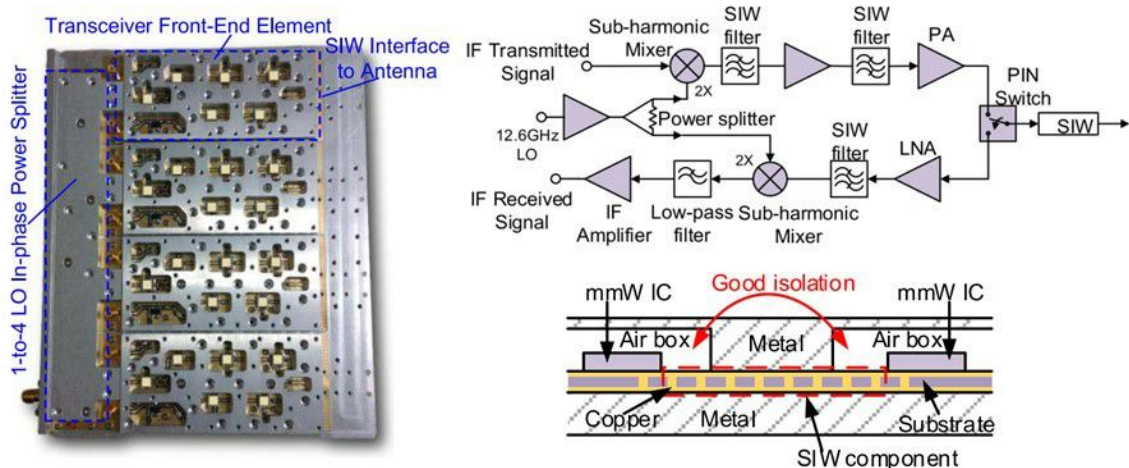 Transceiver Front-End Element
SIW Interface
to Antenna
1-to-4 LO In-phase Power Splitter
IF Transmitted
Signal
Sub-harmonic
Mixer
SIW
filter
SIW
filter
PA
PIN
Switch
2X
Power splitter
SIW
12.6GHz
LO
2X
SIW
filter
LNA
IF Received
Signal
IF
Amplifier
Low-pass
filter
Sub-harmonic
Mixer
Good isolation
mmW IC
mmW IC
Air box
Metal
Air box
Copper
Metal
Substrate
SIW component